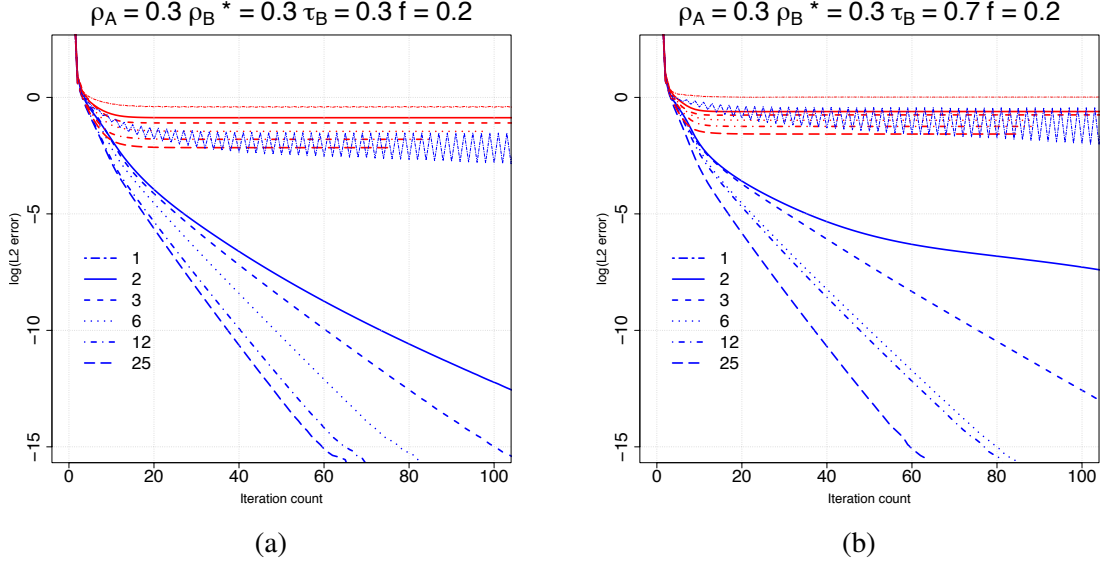 ρA = 0.3 ρB * = 0.3 τB = 0.3 f = 0.2
0
−5
−10
−15
log(L2 error)
1
2
3
6
12
25
0 20 40 60 80 100
Iteration count
(a)
ρA = 0.3 ρB * = 0.3 τB = 0.7 f = 0.2
0
−5
−10
−15
log(L2 error)
1
2
3
6
12
25
0 20 40 60 80 100
Iteration count
(b)